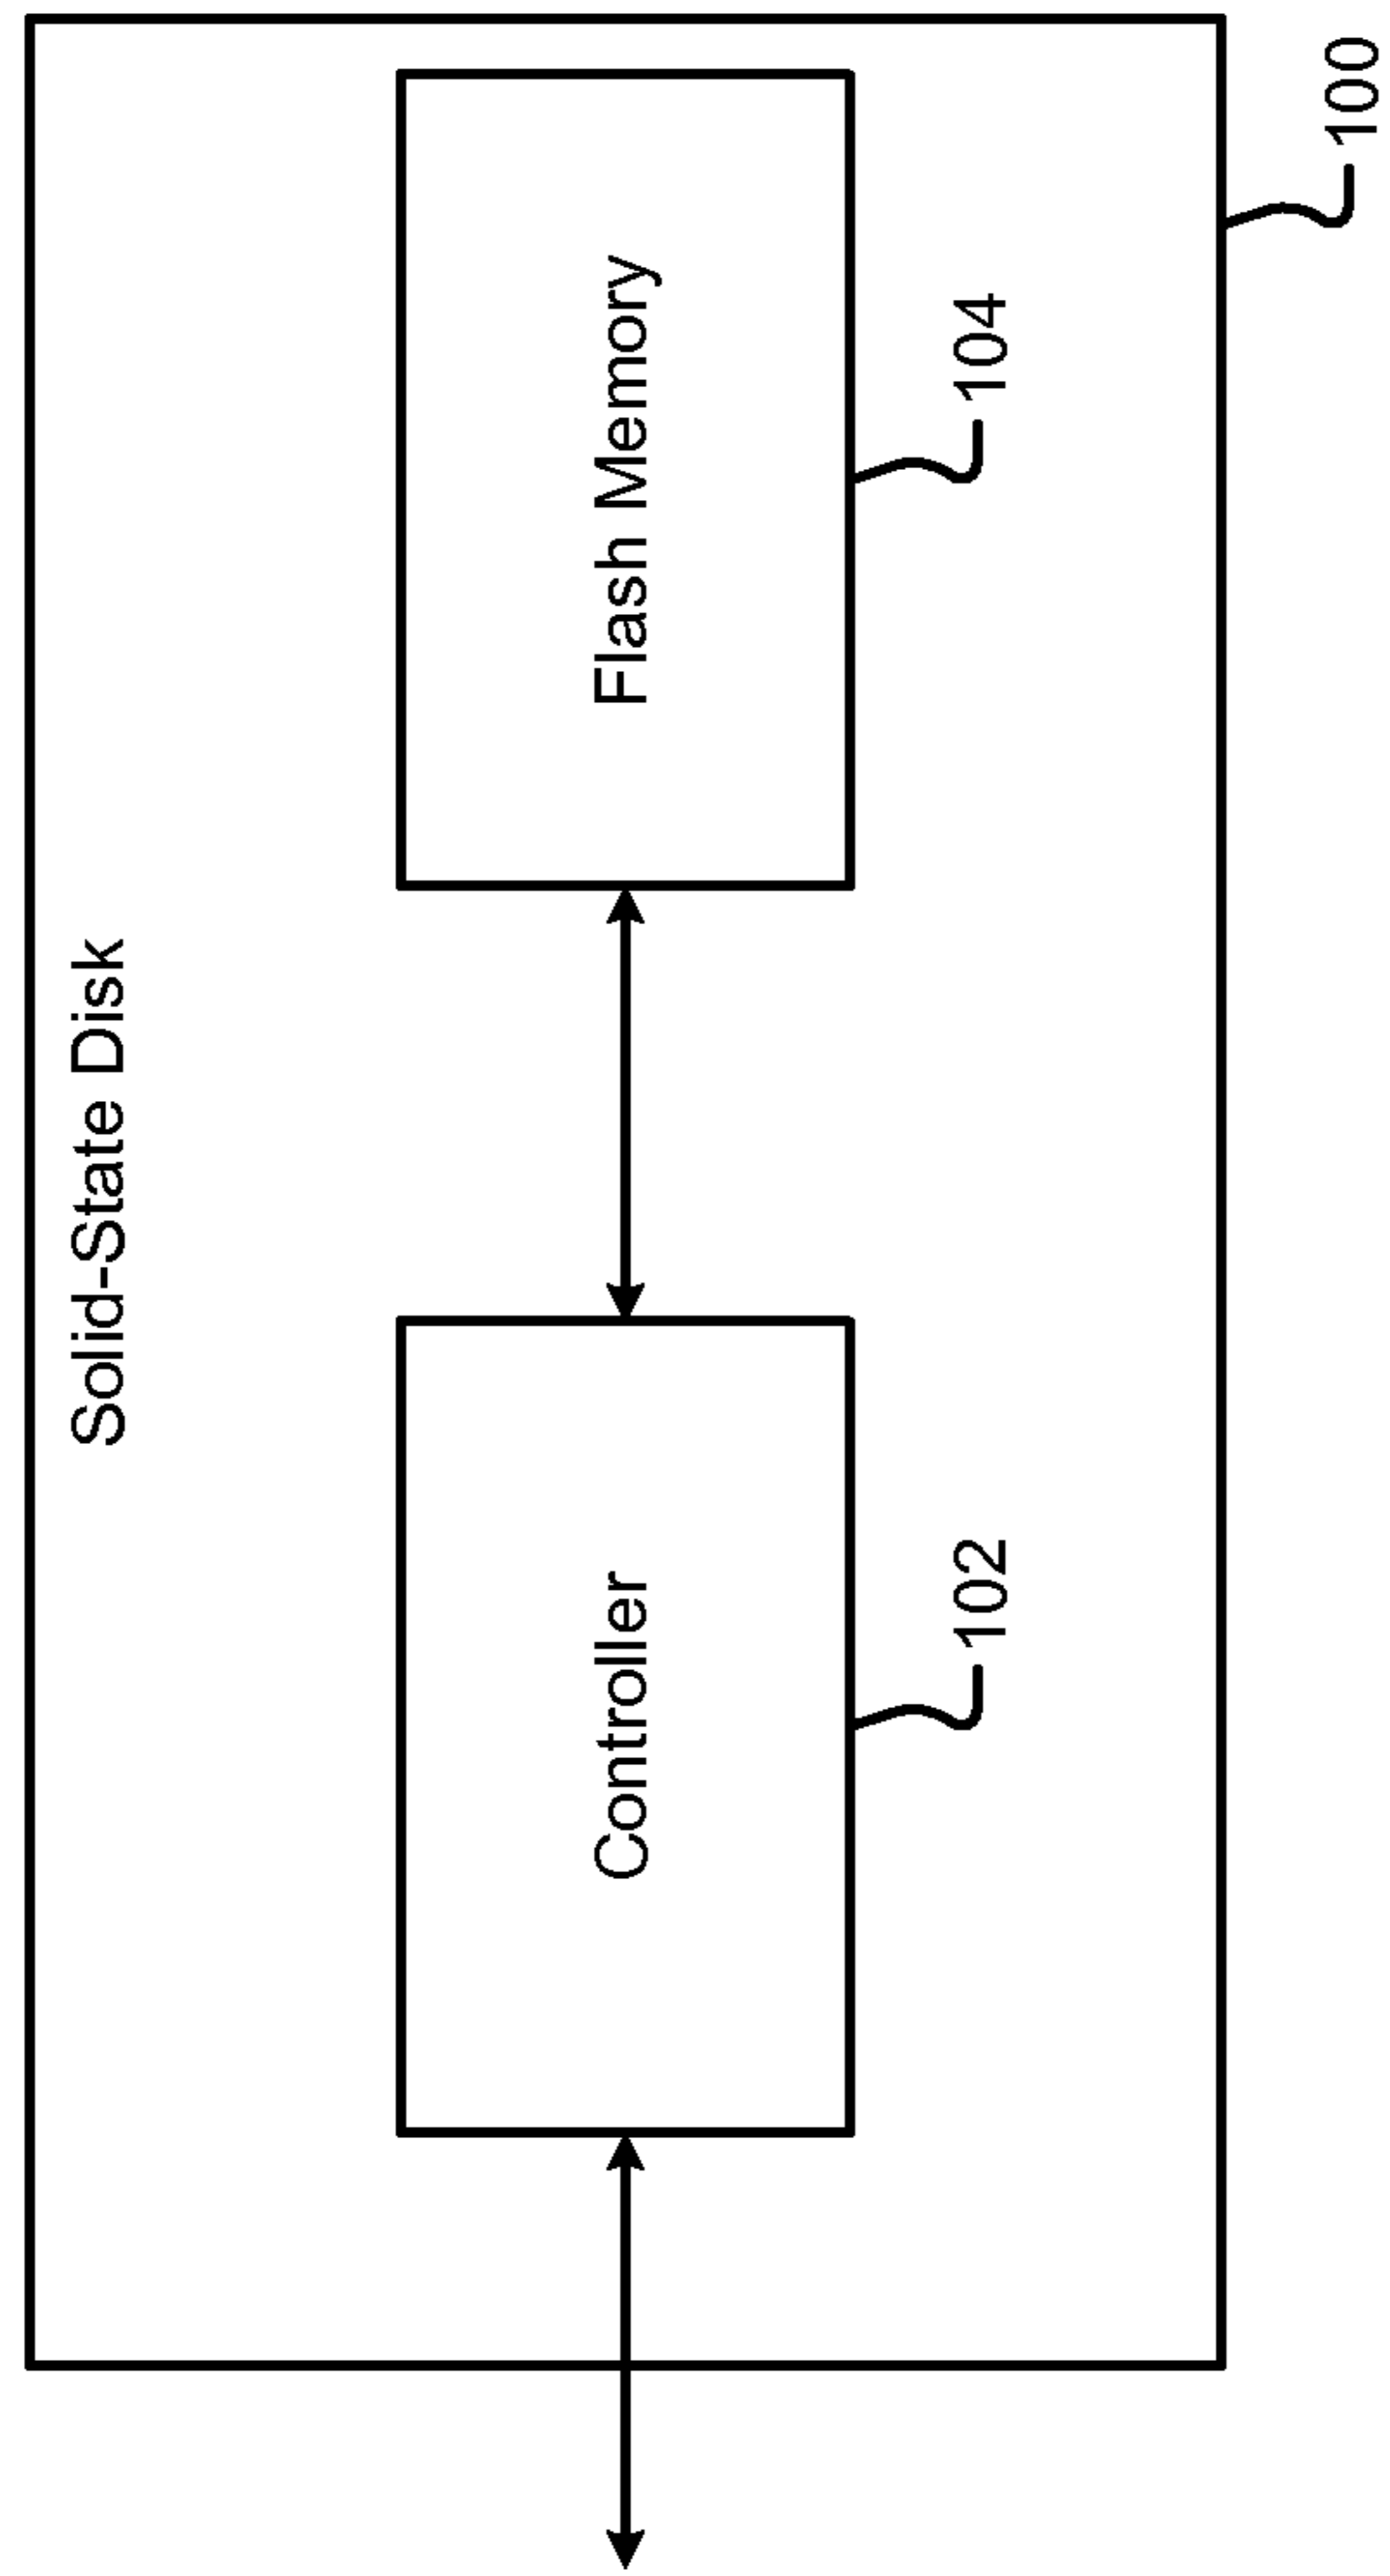 Solid-State Disk
Controller
Flash Memory
102
104
100